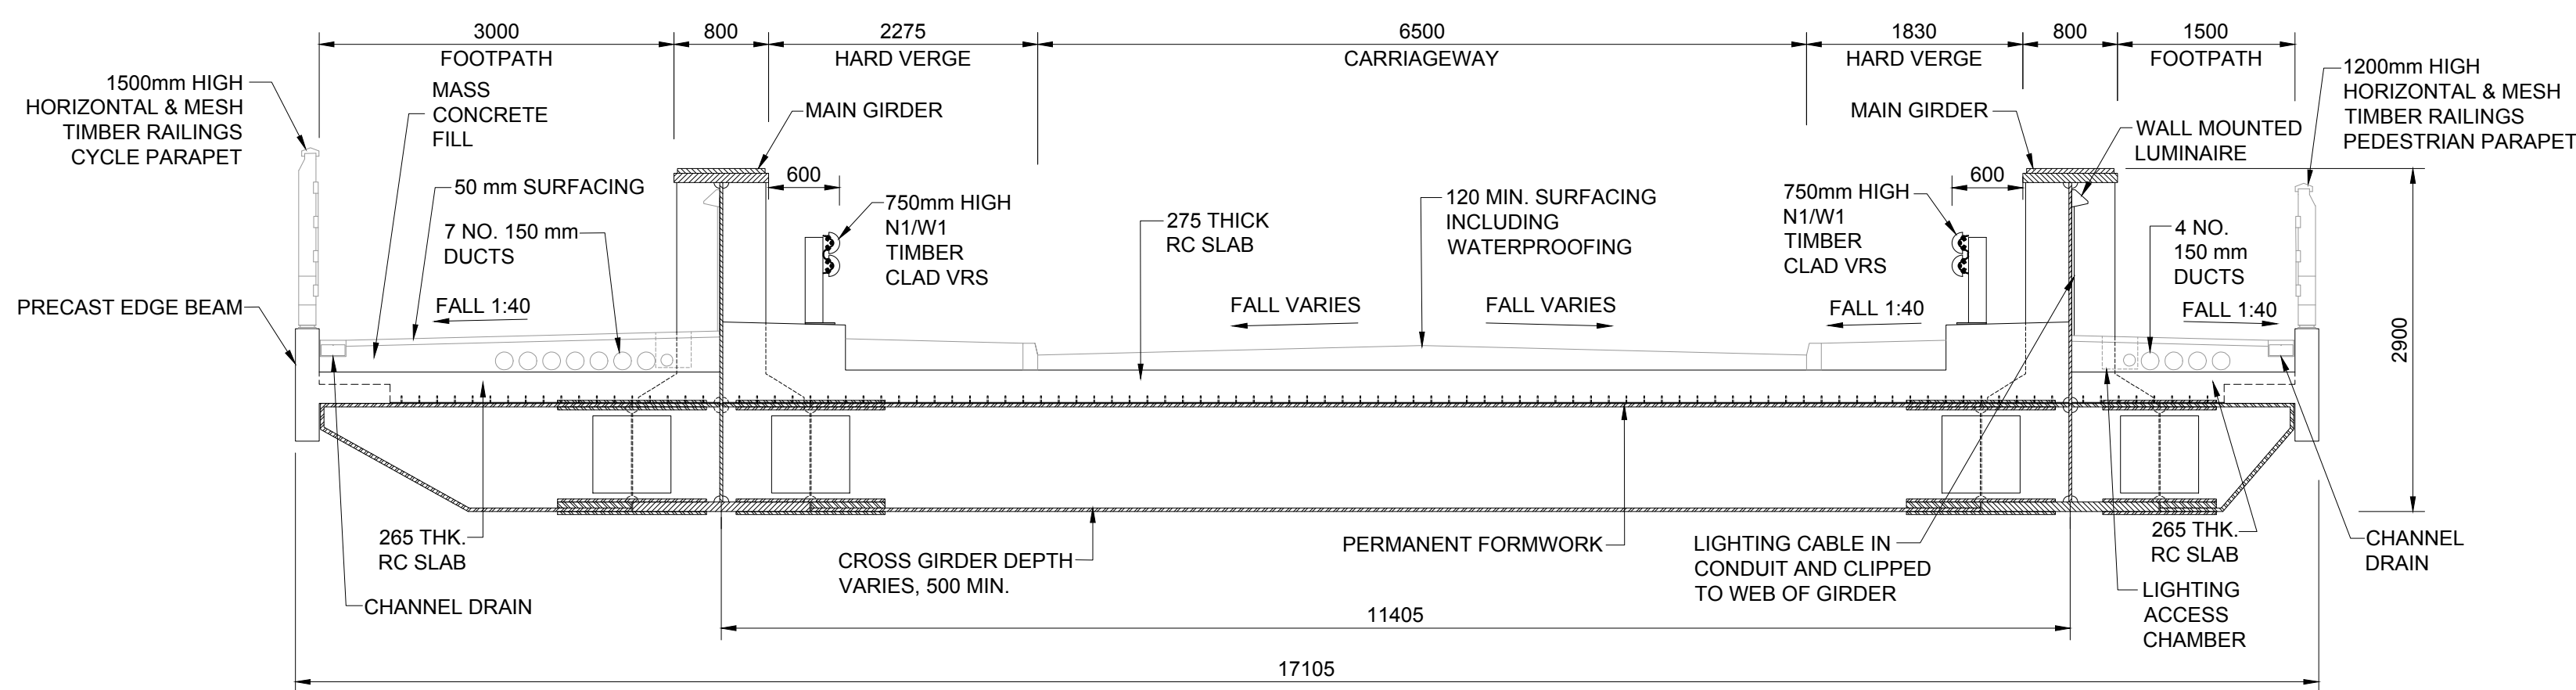 3000
800
2275
6500
1830
800
1500
FOOTPATH
HARD VERGE
CARRIAGEWAY
HARD VERGE
FOOTPATH
1500mm HIGH
HORIZONTAL & MESH
TIMBER RAILINGS
CYCLE PARAPET
MASS
CONCRETE
FILL
MAIN GIRDER
MAIN GIRDER
WALL MOUNTED
LUMINAIRE
1200mm HIGH
HORIZONTAL & MESH
TIMBER RAILINGS
PEDESTRIAN PARAPET
50 mm SURFACING
7 NO. 150 mm
DUCTS
600
750mm HIGH
N1/W1
TIMBER
CLAD VRS
275 THICK
RC SLAB
120 MIN. SURFACING
INCLUDING
WATERPROOFING
600
750mm HIGH
N1/W1
TIMBER
CLAD VRS
4 NO.
150 mm
DUCTS
PRECAST EDGE BEAM
FALL 1:40
FALL VARIES
FALL VARIES
FALL 1:40
FALL 1:40
2900
265 THK.
RC SLAB
CHANNEL DRAIN
CROSS GIRDER DEPTH
VARIES, 500 MIN.
PERMANENT FORMWORK
LIGHTING CABLE IN
CONDUIT AND CLIPPED
TO WEB OF GIRDER
265 THK.
RC SLAB
CHANNEL
DRAIN
LIGHTING
ACCESS
CHAMBER
11405
17105